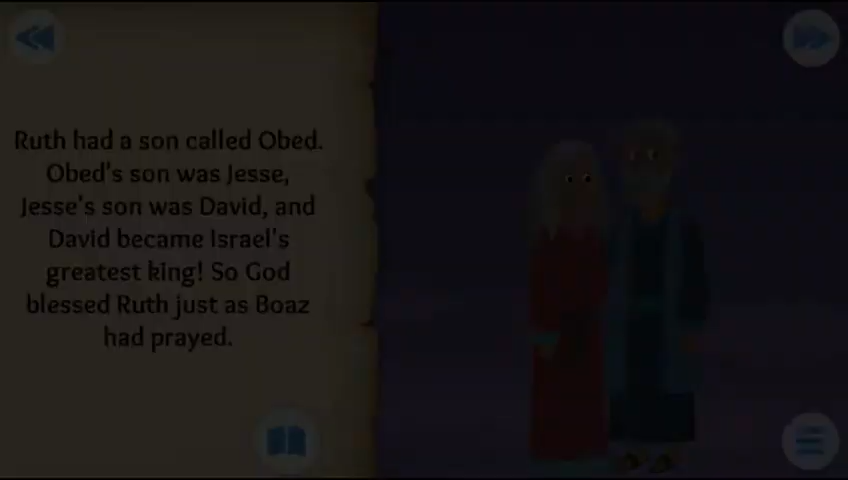 Ruth had a son called Obed.
Obed's son was Jesse,
Jesse's son was David, and
David became Israel's
greatest king! So God
blessed Ruth just as Boaz
had prayed.